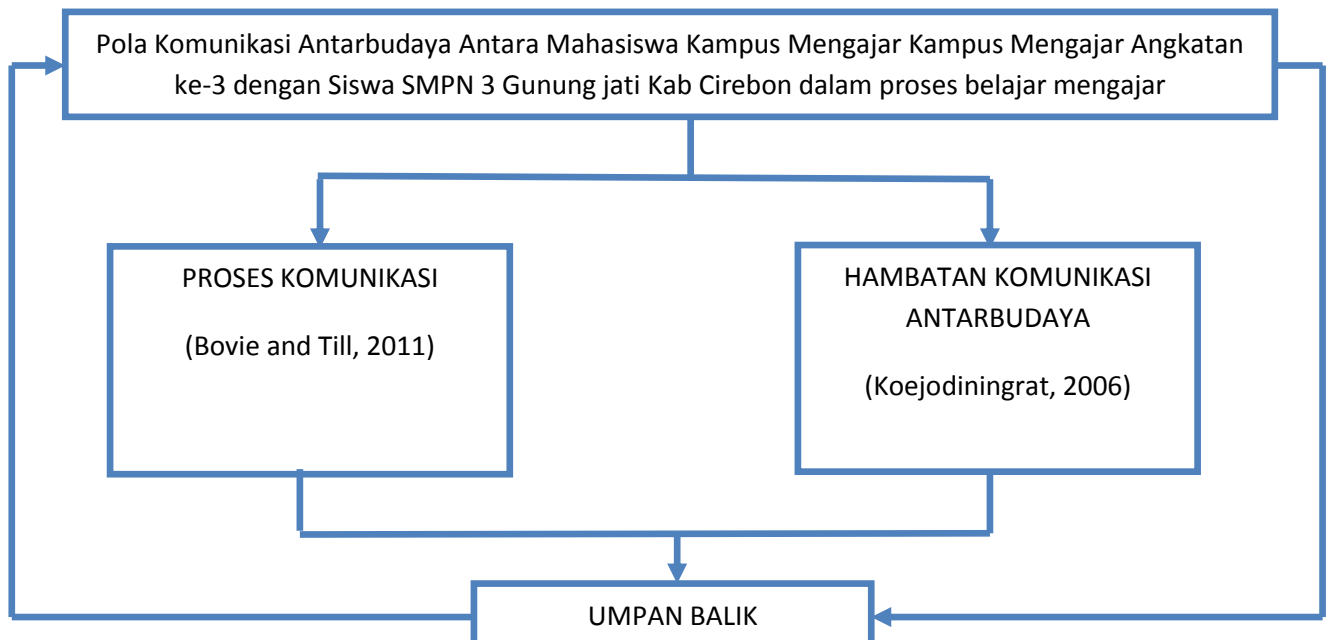 Pola Komunikasi Antarbudaya Antara Mahasiswa Kampus Mengajar Kampus Mengajar Angkatan
ke-3 dengan Siswa SMPN 3 Gunung jati Kab Cirebon dalam proses belajar mengajar
PROSES KOMUNIKASI
(Bovie and Till, 2011)
HAMBATAN KOMUNIKASI
ANTARBUDAYA
(Koejodiningrat, 2006)
UMPAN BALIK